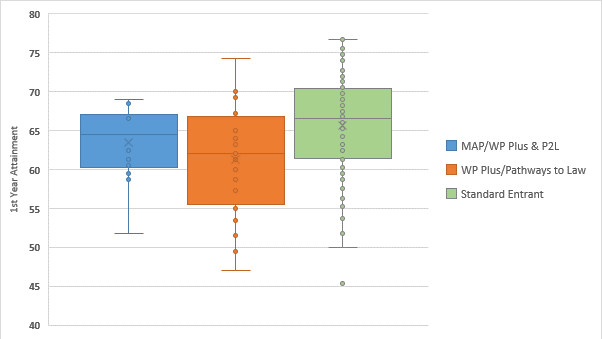 80
75
70
65
60
55
50
45
40
1st Year Attainment
MAP/WP Plus & P2L
WP Plus/Pathways to Law
Standard Entrant